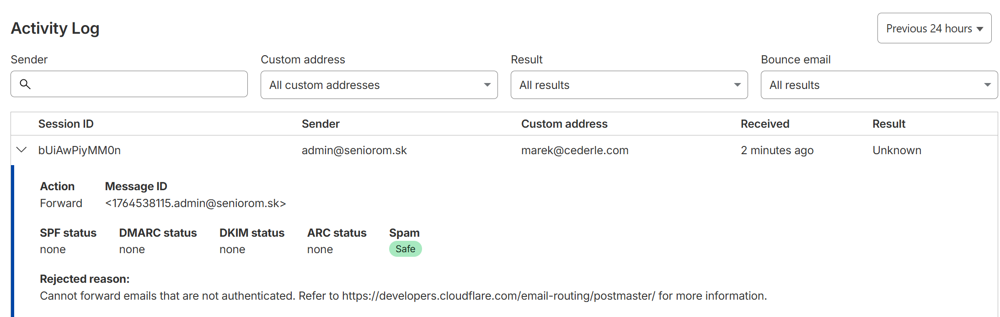 Activity Log
Previous 24 hours
Sender
Custom address
Result
Bounce email
All custom addresses
All results
All results
Session ID Sender Custom address Received Result
bUiAwPiyMM0n admin@seniorom.sk marek@cederle.com 2 minutes ago Unknown
Action Message ID
Forward <1764538115.admin@seniorom.sk>
SPF status DMARC status DKIM status ARC status Spam
none none none none Safe
Rejected reason:
Cannot forward emails that are not authenticated. Refer to https://developers.cloudflare.com/email-routing/postmaster/ for more information.